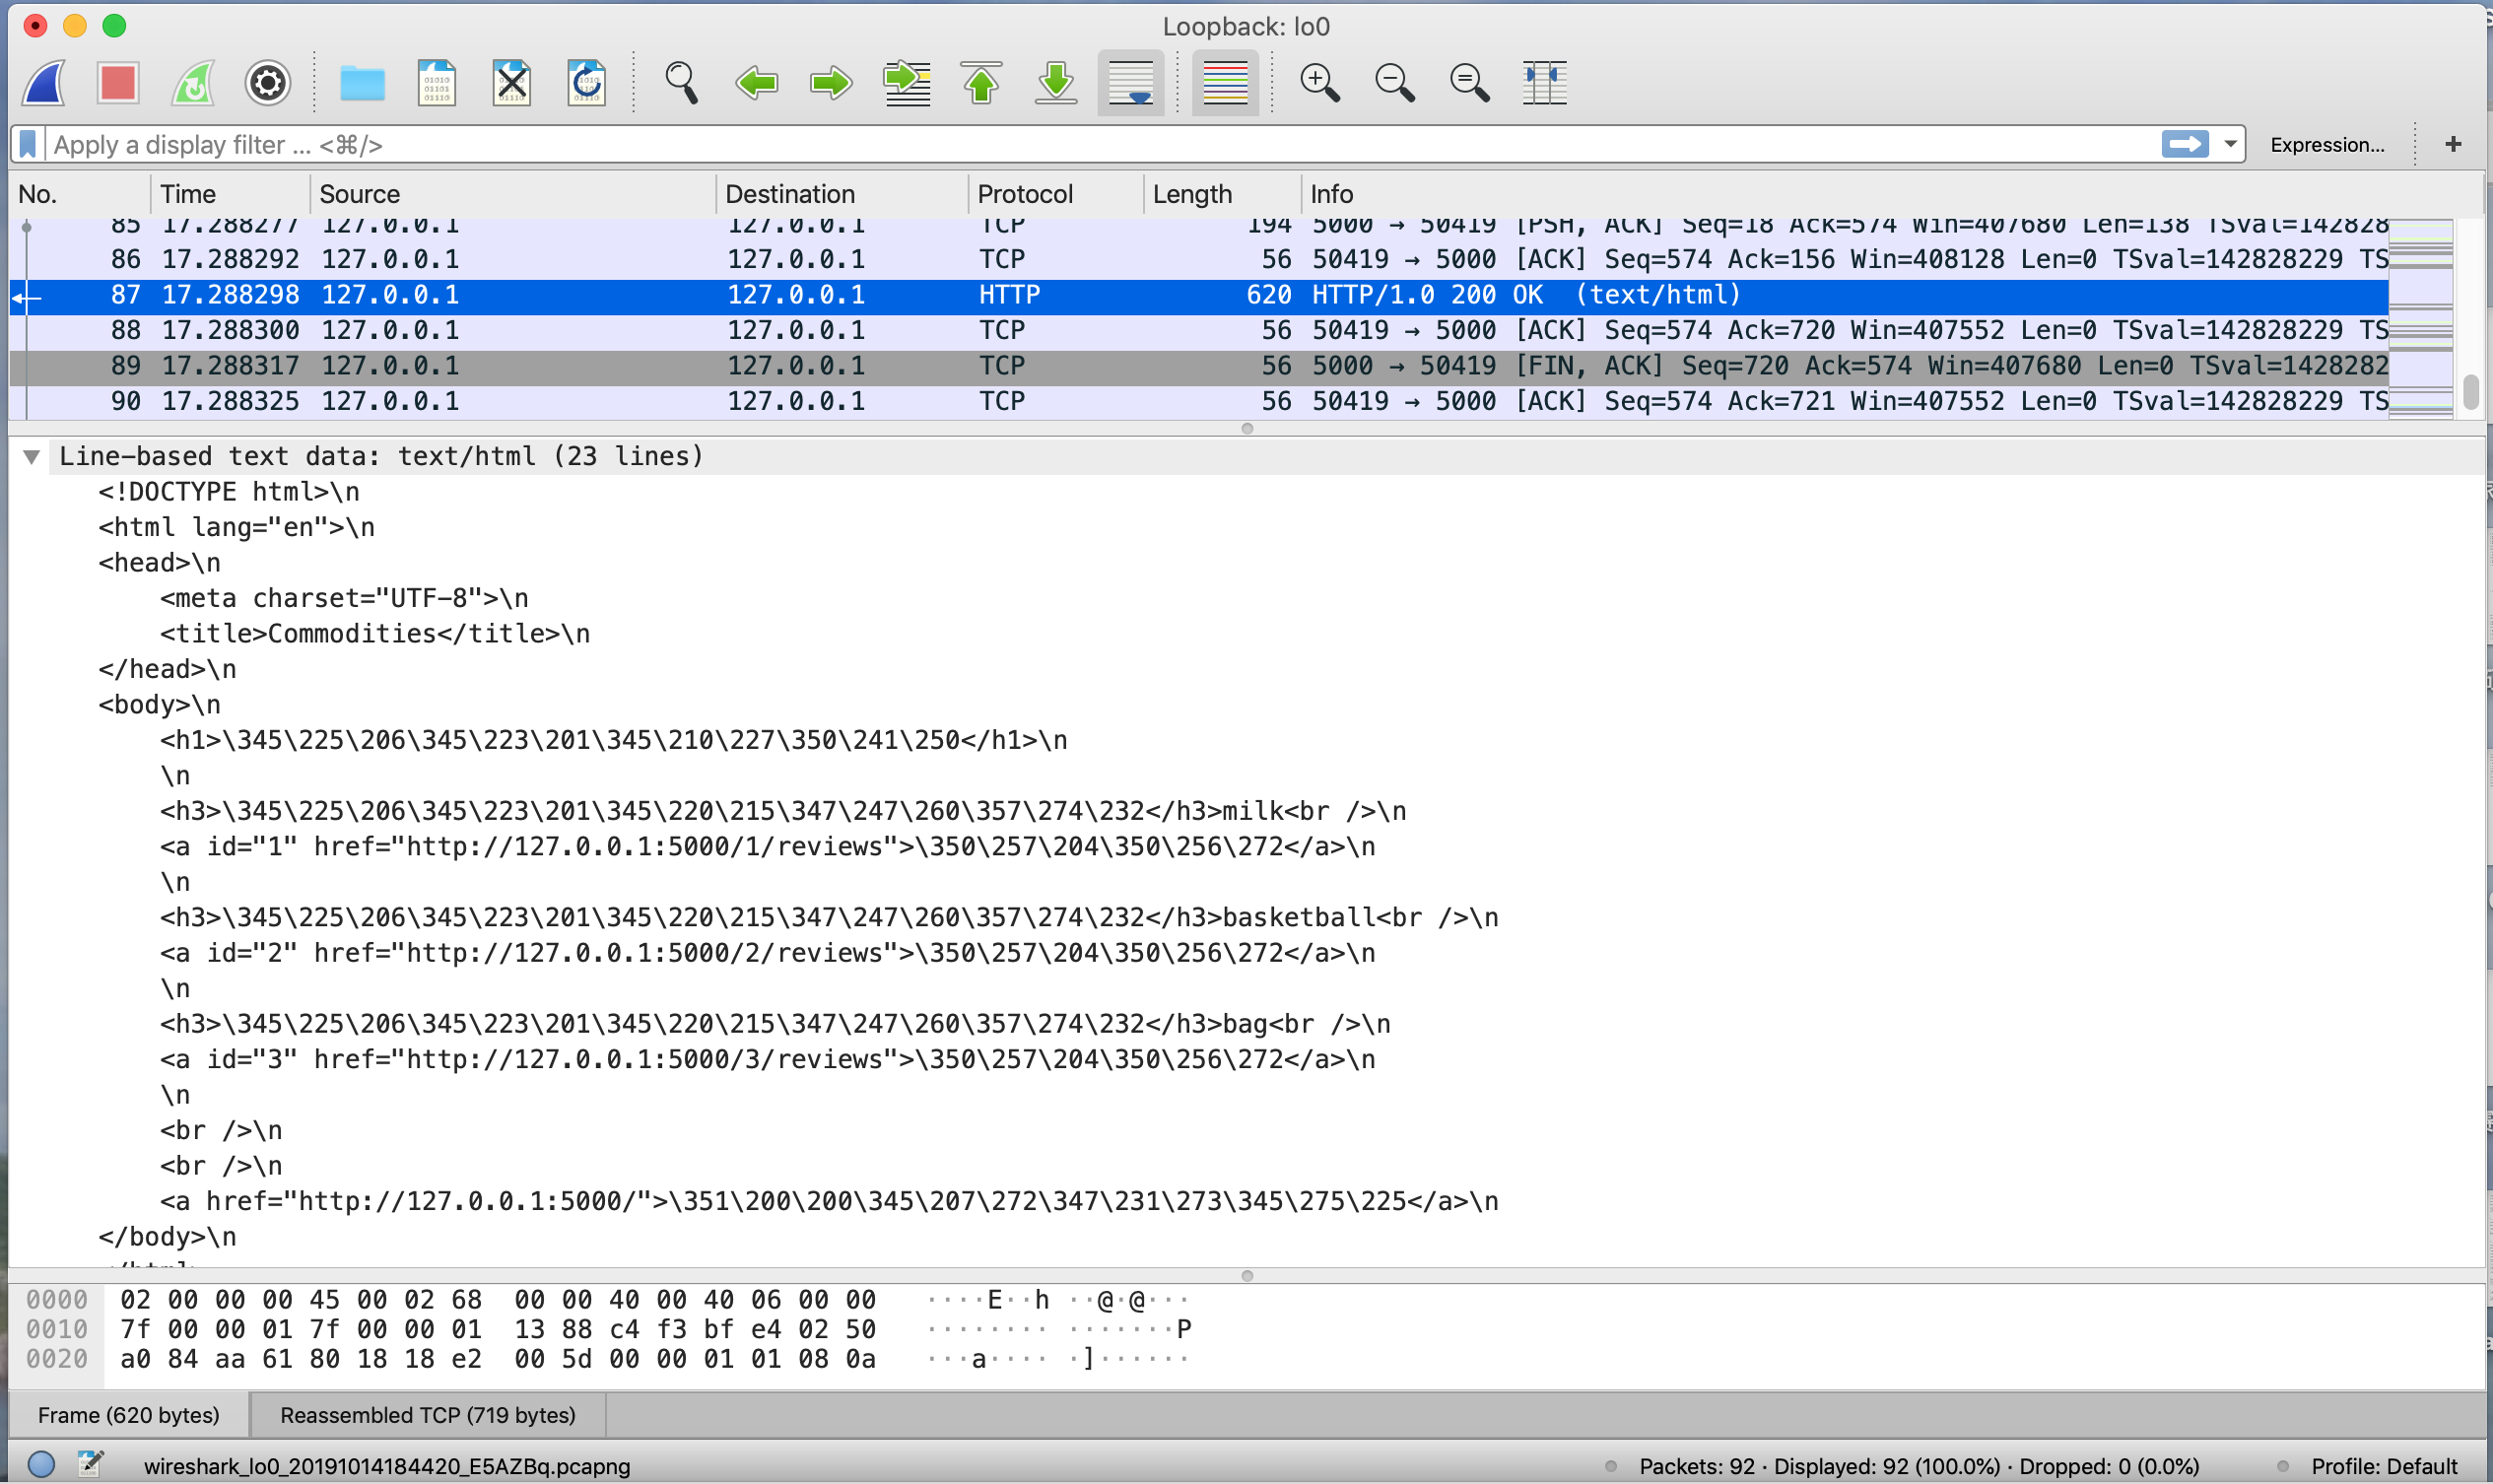 Loopback: lo0
Apply a display filter ... <⌘/>
Expression...
+
No. Time Source Destination Protocol Length Info
85 17.288277 127.0.0.1 127.0.0.1 TCP 194 5000 → 50419 [PSH, ACK] Seq=18 Ack=574 Win=407680 Len=138 TSval=142828
86 17.288292 127.0.0.1 127.0.0.1 TCP 56 50419 → 5000 [ACK] Seq=574 Ack=156 Win=408128 Len=0 TSval=142828229 TS
87 17.288298 127.0.0.1 127.0.0.1 HTTP 620 HTTP/1.0 200 OK (text/html)
88 17.288300 127.0.0.1 127.0.0.1 TCP 56 50419 → 5000 [ACK] Seq=574 Ack=720 Win=407552 Len=0 TSval=142828229 TS
89 17.288317 127.0.0.1 127.0.0.1 TCP 56 5000 → 50419 [FIN, ACK] Seq=720 Ack=574 Win=407680 Len=0 TSval=1428282
90 17.288325 127.0.0.1 127.0.0.1 TCP 56 50419 → 5000 [ACK] Seq=574 Ack=721 Win=407552 Len=0 TSval=142828229 TS
Line-based text data: text/html (23 lines)
<!DOCTYPE html>\n
<html lang="en">\n
<head>\n
<meta charset="UTF-8">\n
<title>Commodities</title>\n
</head>\n
<body>\n
<h1>\345\225\206\345\223\201\345\210\227\350\241\250</h1>\n
\n
<h3>\345\225\206\345\223\201\345\220\215\347\247\260\357\274\232</h3>milk<br />\n
<a id="1" href="http://127.0.0.1:5000/1/reviews">\350\257\204\350\256\272</a>\n
\n
<h3>\345\225\206\345\223\201\345\220\215\347\247\260\357\274\232</h3>basketball<br />\n
<a id="2" href="http://127.0.0.1:5000/2/reviews">\350\257\204\350\256\272</a>\n
\n
<h3>\345\225\206\345\223\201\345\220\215\347\247\260\357\274\232</h3>bag<br />\n
<a id="3" href="http://127.0.0.1:5000/3/reviews">\350\257\204\350\256\272</a>\n
\n
<br />\n
<br />\n
<a href="http://127.0.0.1:5000/">\351\200\200\345\207\272\347\231\273\345\275\225</a>\n
</body>\n
0000 02 00 00 00 45 00 02 68 00 00 40 00 40 06 00 00 ····E··h ··@·@···
0010 7f 00 00 01 7f 00 00 01 13 88 c4 f3 bf e4 02 50 ········ ·······P
0020 a0 84 aa 61 80 18 18 e2 00 5d 00 00 01 01 08 0a ···a···· ·]······
Frame (620 bytes) Reassembled TCP (719 bytes)
wireshark_lo0_20191014184420_E5AZBq.pcapng Packets: 92 · Displayed: 92 (100.0%) · Dropped: 0 (0.0%) Profile: Default